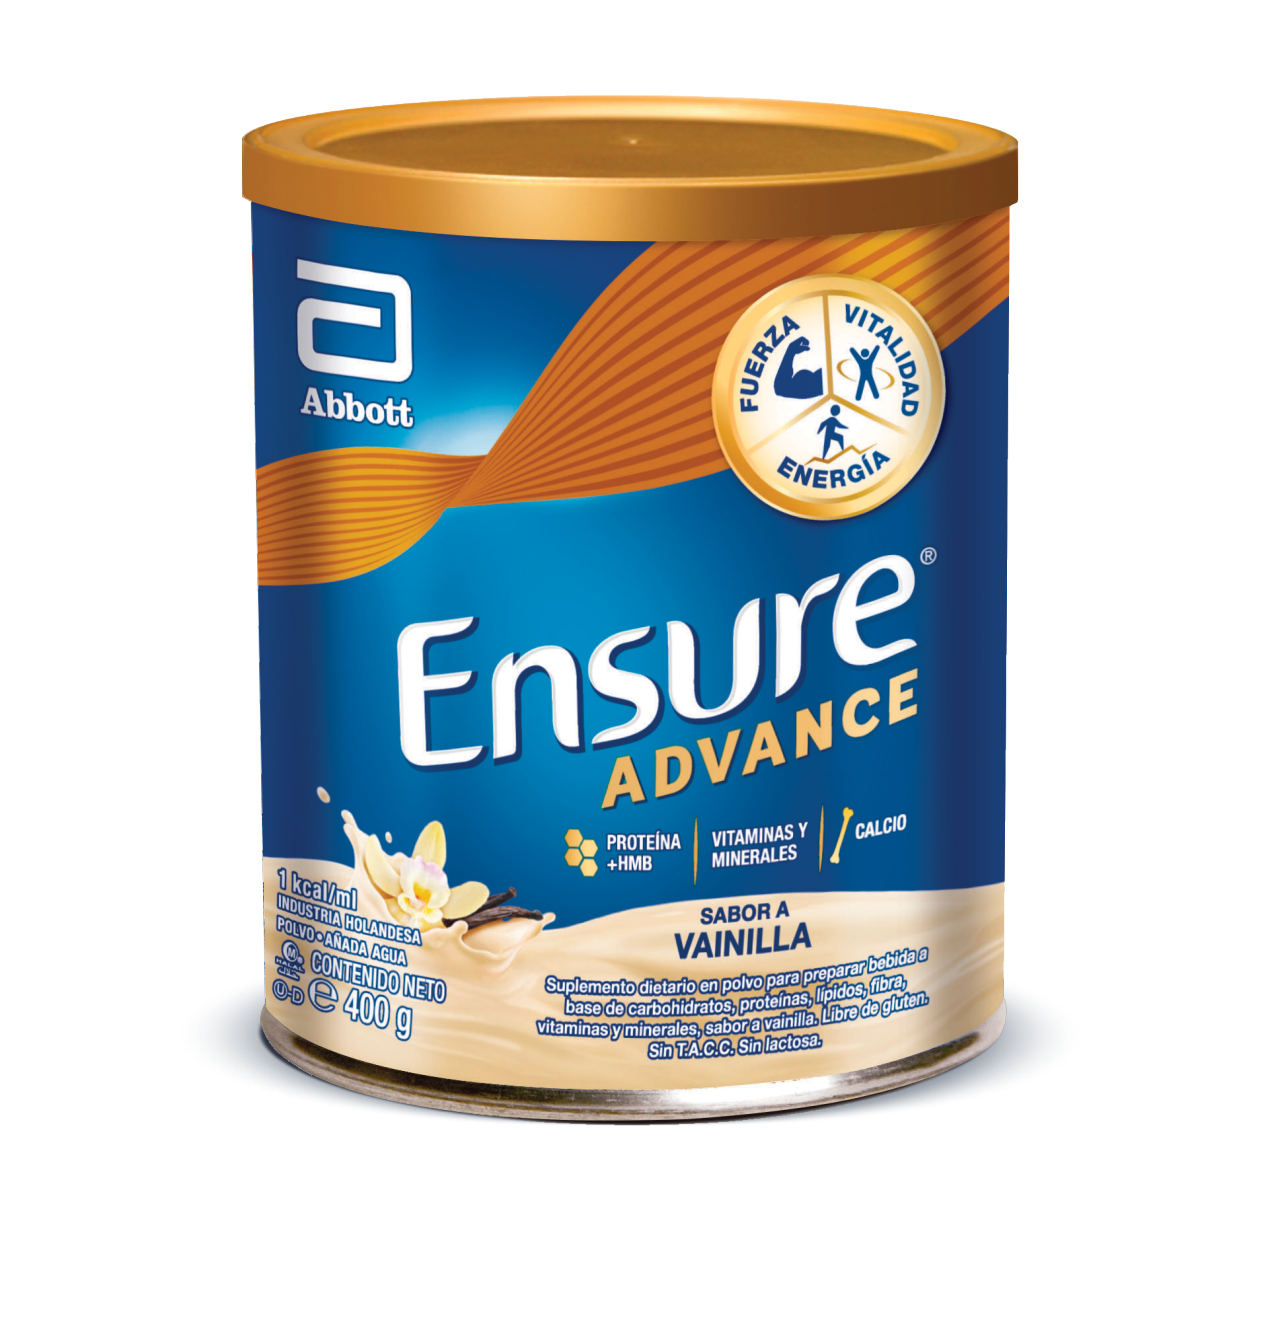 Abbott
FUERZA
VITALIDAD
ENERGÍA
Ensure®
ADVANCE
PROTEÍNA
+HMB
VITAMINAS Y
MINERALES
CALCIO
SABOR A
VAINILLA
1 kcal/ml
INDUSTRIA HOLANDESA
POLVO • AÑADA AGUA
CONTENIDO NETO
℮ 400 g
M
HALAL
U-D
Suplemento dietario en polvo para preparar bebida a
base de carbohidratos, proteínas, lípidos, fibra,
vitaminas y minerales, sabor a vainilla. Libre de gluten.
Sin T.A.C.C. Sin lactosa.